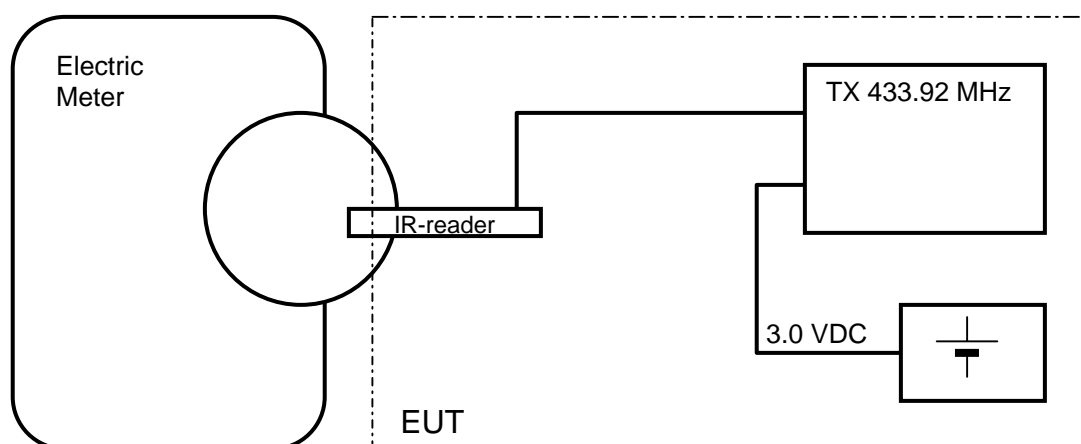 Electric
Meter
TX 433.92 MHz
IR-reader
3.0 VDC
EUT